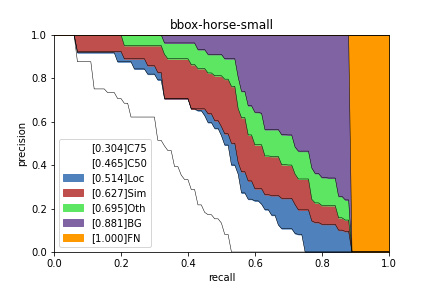 bbox-horse-small
precision
1.0
0.8
0.6
0.4
0.2
0.0
[0.304]C75
[0.465]C50
[0.514]Loc
[0.627]Sim
[0.695]Oth
[0.881]BG
[1.000]FN
0.0 0.2 0.4 0.6 0.8 1.0
recall